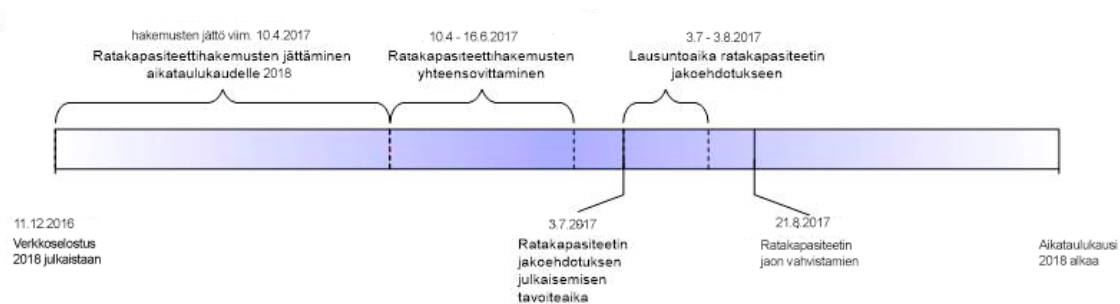 hakemusten jättö viim. 10.4.2017
Ratakapasiteettihakemusten jättäminen
aikataulukaudelle 2018
10.4 - 16.6.2017
Ratakapasiteettihakemusten
yhteensovittaminen
3.7 - 3.8.2017
Lausuntoaika ratakapasiteetin
jakoehdotukseen
11.12.2016
Verkkoselostus
2018 julkaistaan
3.7.2017
Ratakapasiteetin
jakoehdotuksen
julkaisemisen
tavoiteaika
21.8.2017
Ratakapasiteetin
jaon vahvistamien
Aikataulukausi
2018 alkaa